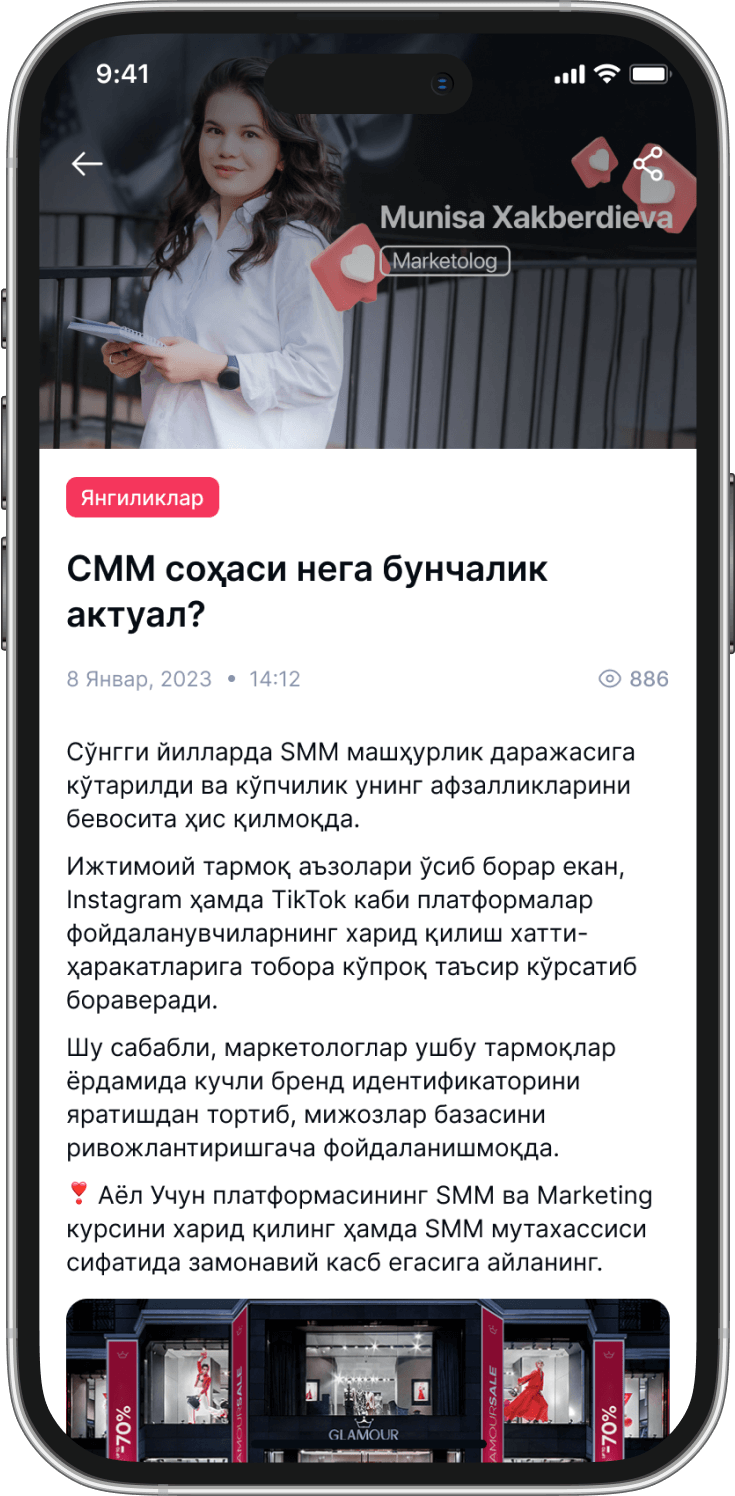 9:41
Munisa Xakberdieva
Marketolog
Янгиликлар
СММ соҳаси нега бунчалик
актуал?
8 Январ, 2023 • 14:12
886
Сўнгги йилларда SMM машҳурлик даражасига
кўтарилди ва кўпчилик унинг афзалликларини
бевосита ҳис қилмоқда.
Ижтимоий тармоқ аъзолари ўсиб борар екан,
Instagram ҳамда TikTok каби платформалар
фойдаланувчиларнинг харид қилиш хатти-
ҳаракатларига тобора кўпроқ таъсир кўрсатиб
бораверади.
Шу сабабли, маркетологлар ушбу тармоқлар
ёрдамида кучли бренд идентификаторини
яратишдан тортиб, мижозлар базасини
ривожлантиришгача фойдаланишмоқда.
❣️ Аёл Учун платформасининг SMM ва Marketing
курсини харид қилинг ҳамда SMM мутахассиси
сифатида замонавий касб егасига айланинг.
-70%
AMOURSALE
GLAMOUR
AMOURSALE
-70%